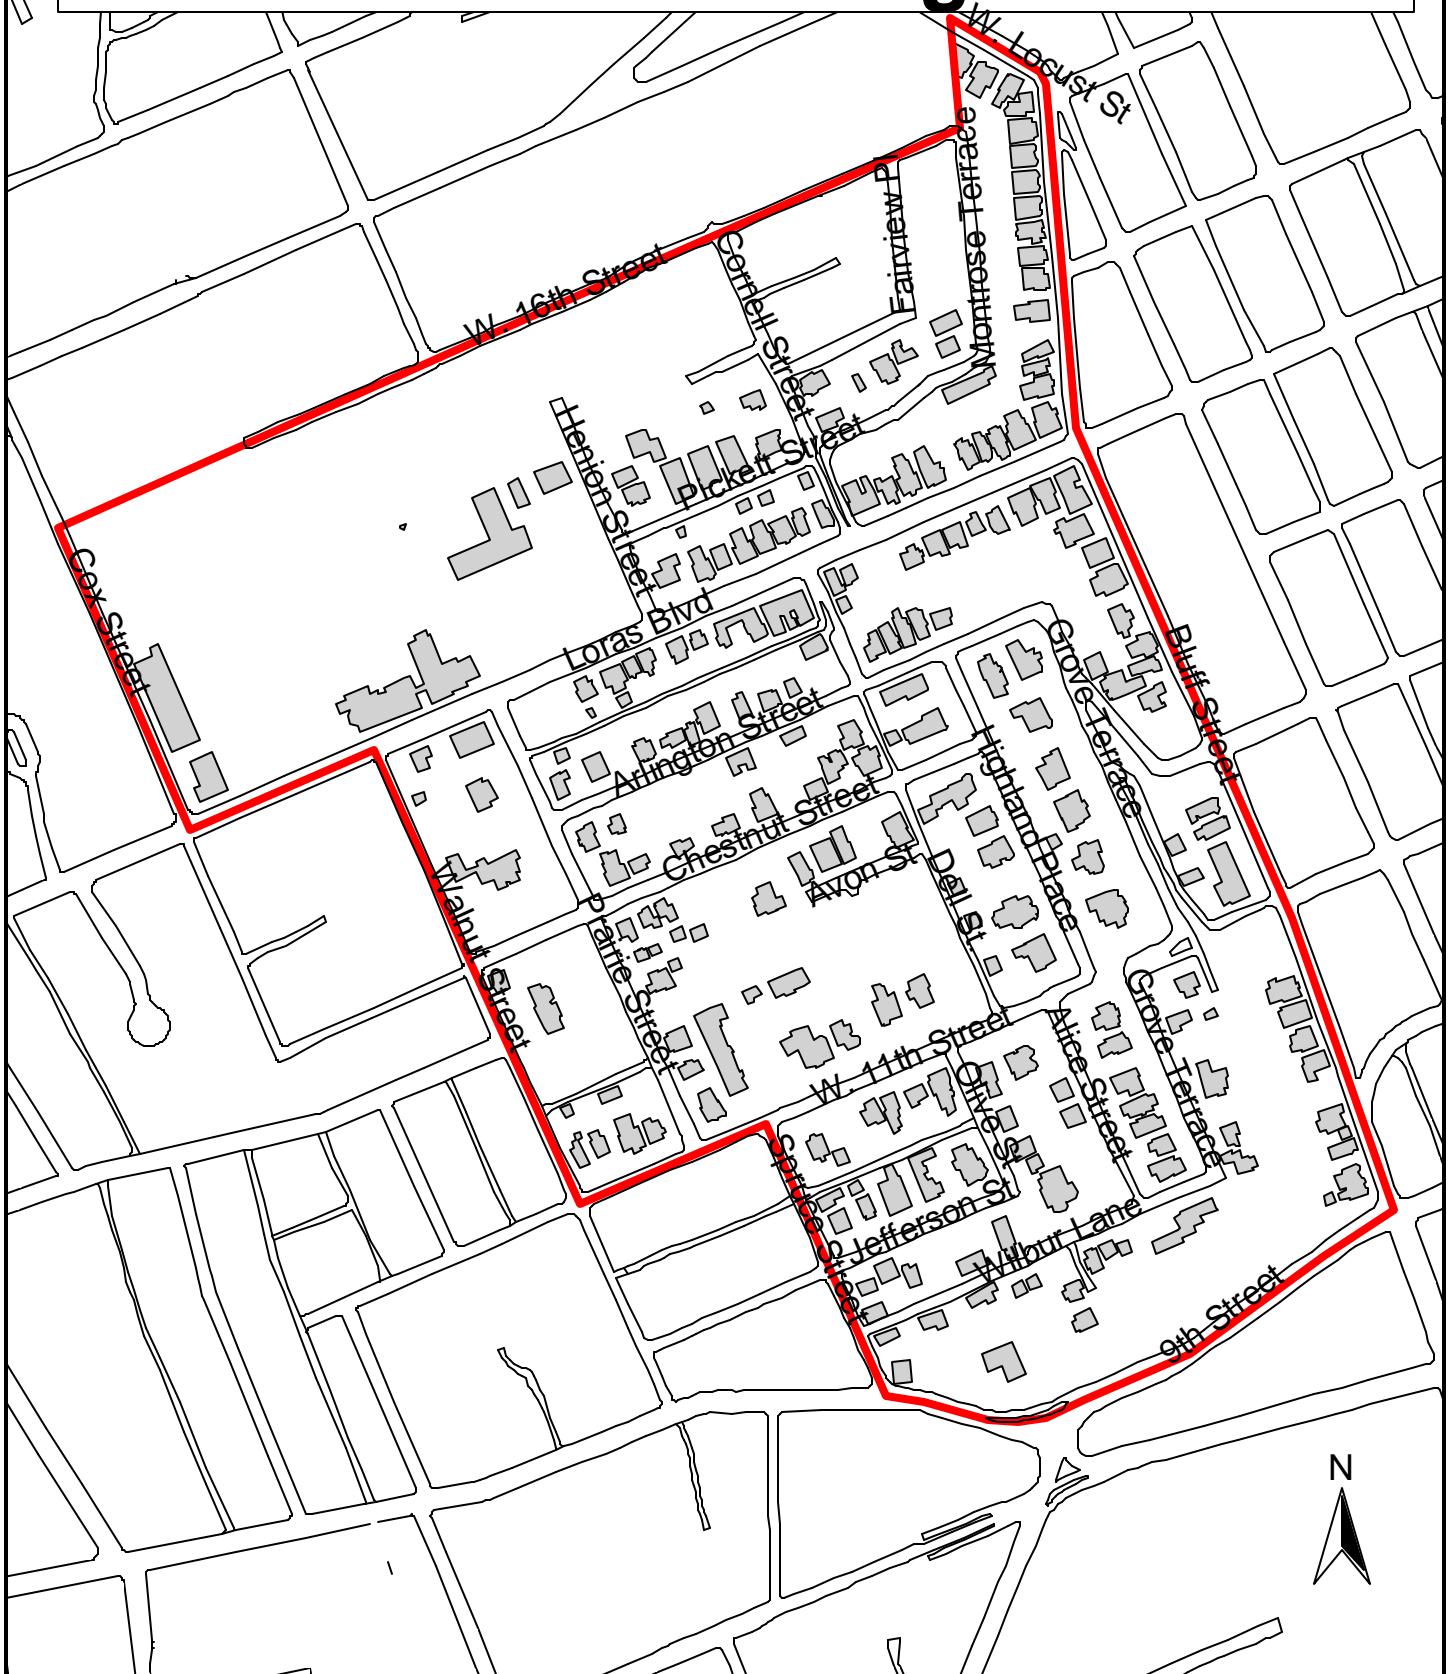 W. Locust St
Montrose Terrace
Fairview Pl
W. 16th Street
Cornell Street
Henion Street
Pickett Street
Cox Street
Loras Blvd
Grove Terrace
Bluff Street
Arlington Street
Highland Place
Chestnut Street
Avon St
Dell St
Walnut Street
Prairie Street
Grove Terrace
W. 11th Street
Alice Street
Olive St
Spruce Street
Jefferson St
Wilbur Lane
9th Street
N